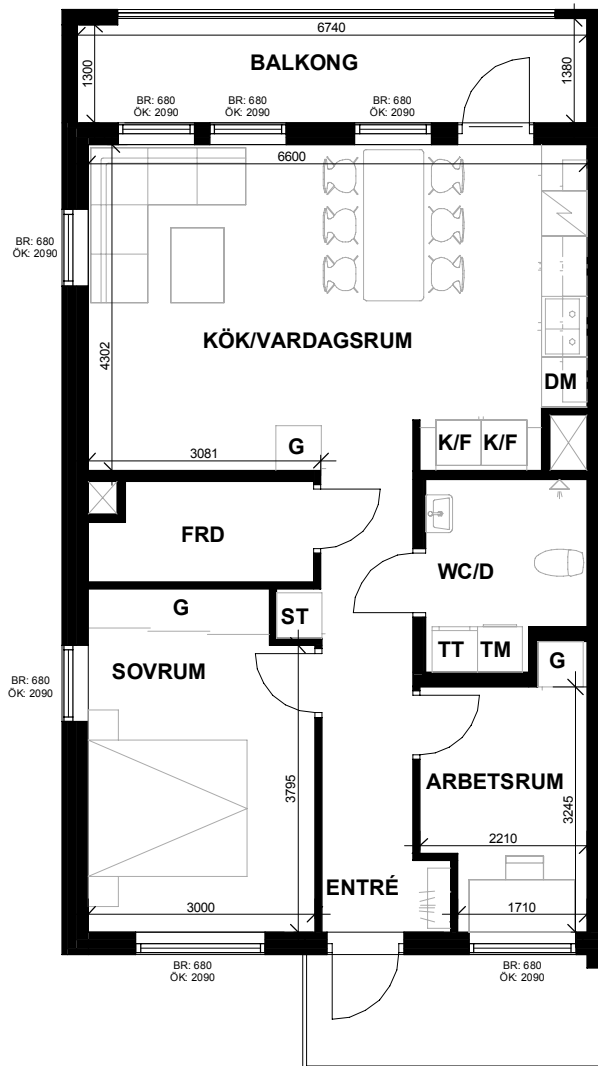 6740
1300
BALKONG
1380
BR: 680
ÖK: 2090
BR: 680
ÖK: 2090
BR: 680
ÖK: 2090
6600
BR: 680
ÖK: 2090
4302
KÖK/VARDAGSRUM
DM
3081
G
K/F
K/F
FRD
WC/D
G
ST
TT
TM
G
SOVRUM
BR: 680
ÖK: 2090
3795
ARBETSRUM
3245
2210
ENTRÉ
3000
1710
BR: 680
ÖK: 2090
BR: 680
ÖK: 2090